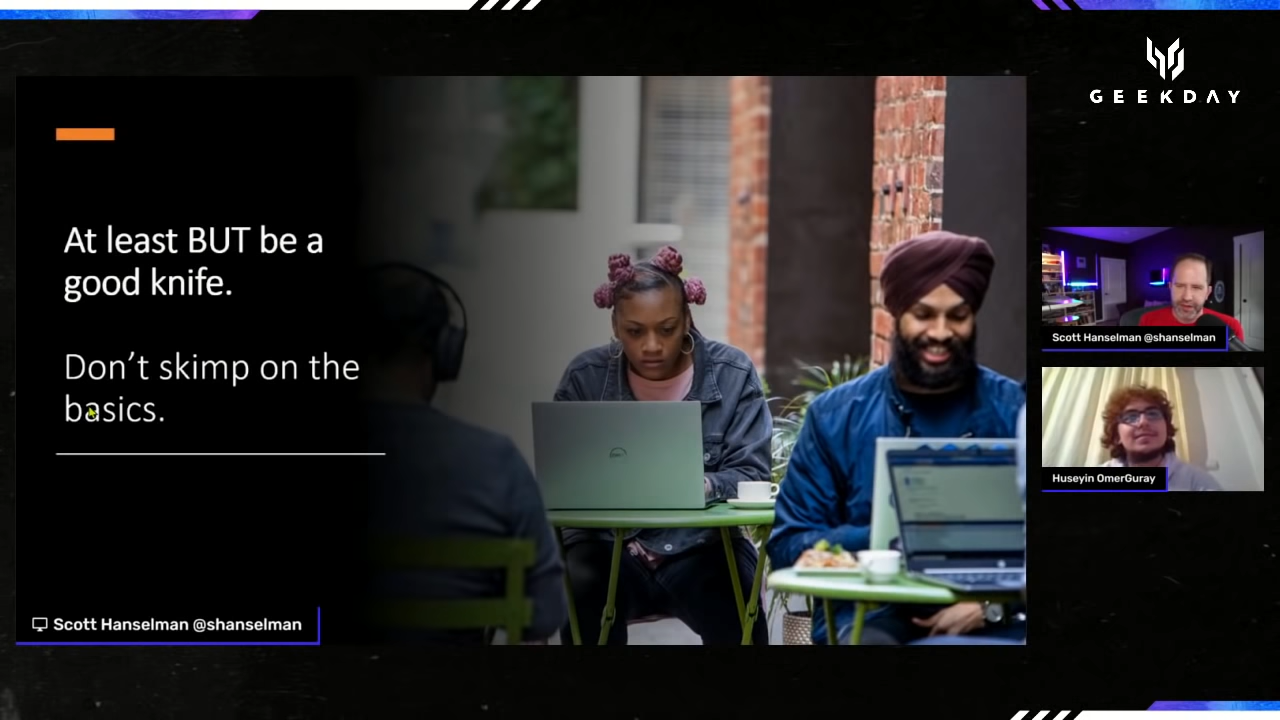 GEEKDAY
At least BUT be a
good knife.
Don't skimp on the
basics.
Scott Hanselman @shanselman
Scott Hanselman @shanselman
Huseyin OmerGuray